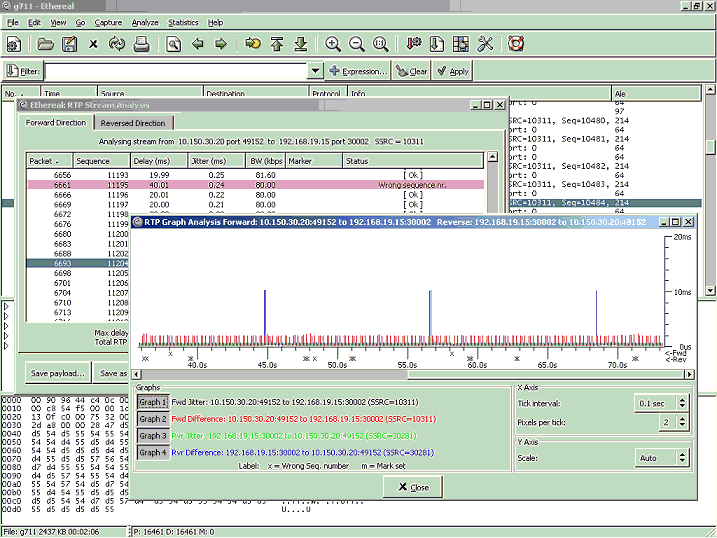 g711 - Ethereal
File Edit View Go Capture Analyze Statistics Help
Filter: Expression... Clear Apply
No. . Time Source Destination Protocol Info Ale
ort: 0 64
97
SRC=10311, Seq=10480, 214
ort: 0 64
SRC=10311, Seq=10481, 214
ort: 0 64
SRC=10311, Seq=10482, 214
ort: 0 64
SRC=10311, Seq=10483, 214
ort: 0 64
SRC=10311, Seq=10484, 214
ort: 0 64
Ethereal: RTP Stream Analysis
Forward Direction Reversed Direction
Analysing stream from 10.150.30.20 port 49152 to 192.168.19.15 port 30002 SSRC = 10311
Packet Sequence Delay (ms) Jitter (ms) BW (kbps Marker Status
6656 11193 19.99 0.25 81.60 [ Ok ]
6661 11195 40.01 0.24 80.00 Wrong sequence nr.
6666 11196 20.01 0.22 80.00 [ Ok ]
6669 11197 20.00 0.21 80.00 [ Ok ]
6672 11198
6676 11199
6680 11200
6683 11201
6688 11202
6693 11204
6698 11205
6701 11206
6704 11207
6710 11208
6713 11209
Max delay
Total RTP
Save payload... Save as
RTP Graph Analysis Forward: 10.150.30.20:49152 to 192.168.19.15:30002 Reverse: 192.168.19.15:30002 to 10.150.30.20:49152
20ms
10ms
0µs
<-Fwd
<-Rev
40.0s 45.0s 50.0s 55.0s 60.0s 65.0s 70.0s
Graphs
Graph 1 Fwd Jitter: 10.150.30.20:49152 to 192.168.19.15:30002 (SSRC=10311)
Graph 2 Fwd Difference: 10.150.30.20:49152 to 192.168.19.15:30002 (SSRC=10311)
Graph 3 Rvr Jitter: 192.168.19.15:30002 to 10.150.30.20:49152 (SSRC=30281)
Graph 4 Rvr Difference: 192.168.19.15:30002 to 10.150.30.20:49152 (SSRC=30281)
Label: x = Wrong Seq. number m = Mark set
X Axis
Tick interval: 0.1 sec
Pixels per tick: 2
Y Axis
Scale: Auto
Close
0000 00 90 96 44 c4 0c 00
0010 00 c8 54 f5 00 00 1c
0020 13 0f c0 00 75 32 00
0030 2d a8 00 00 28 47 d5
0040 d5 54 d5 55 54 55
0050 54 54 d4 55 d5 54
0060 d5 54 55 d5 d4 d5
0070 d4 55 d5 d5 57 56
0080 d7 d4 55 55 54 55
0090 d4 d5 57 54 55 d4
00a0 55 54 57 d5 d5 d5
00b0 55 d4 54 55 d5 d5
00c0 d5 d5 54 54 d7 d5
00d0 d5 d5 d5 d5 d5 55 U....U
File: g711 2437 KB 00:02:06 P: 16461 D: 16461 M: 0